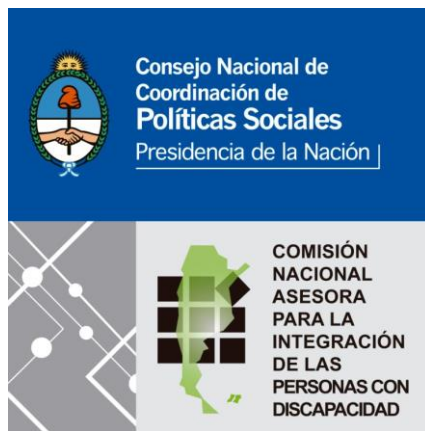 Consejo Nacional de
Coordinación de
Políticas Sociales
Presidencia de la Nación
COMISIÓN
NACIONAL
ASESORA
PARA LA
INTEGRACIÓN
DE LAS
PERSONAS CON
DISCAPACIDAD